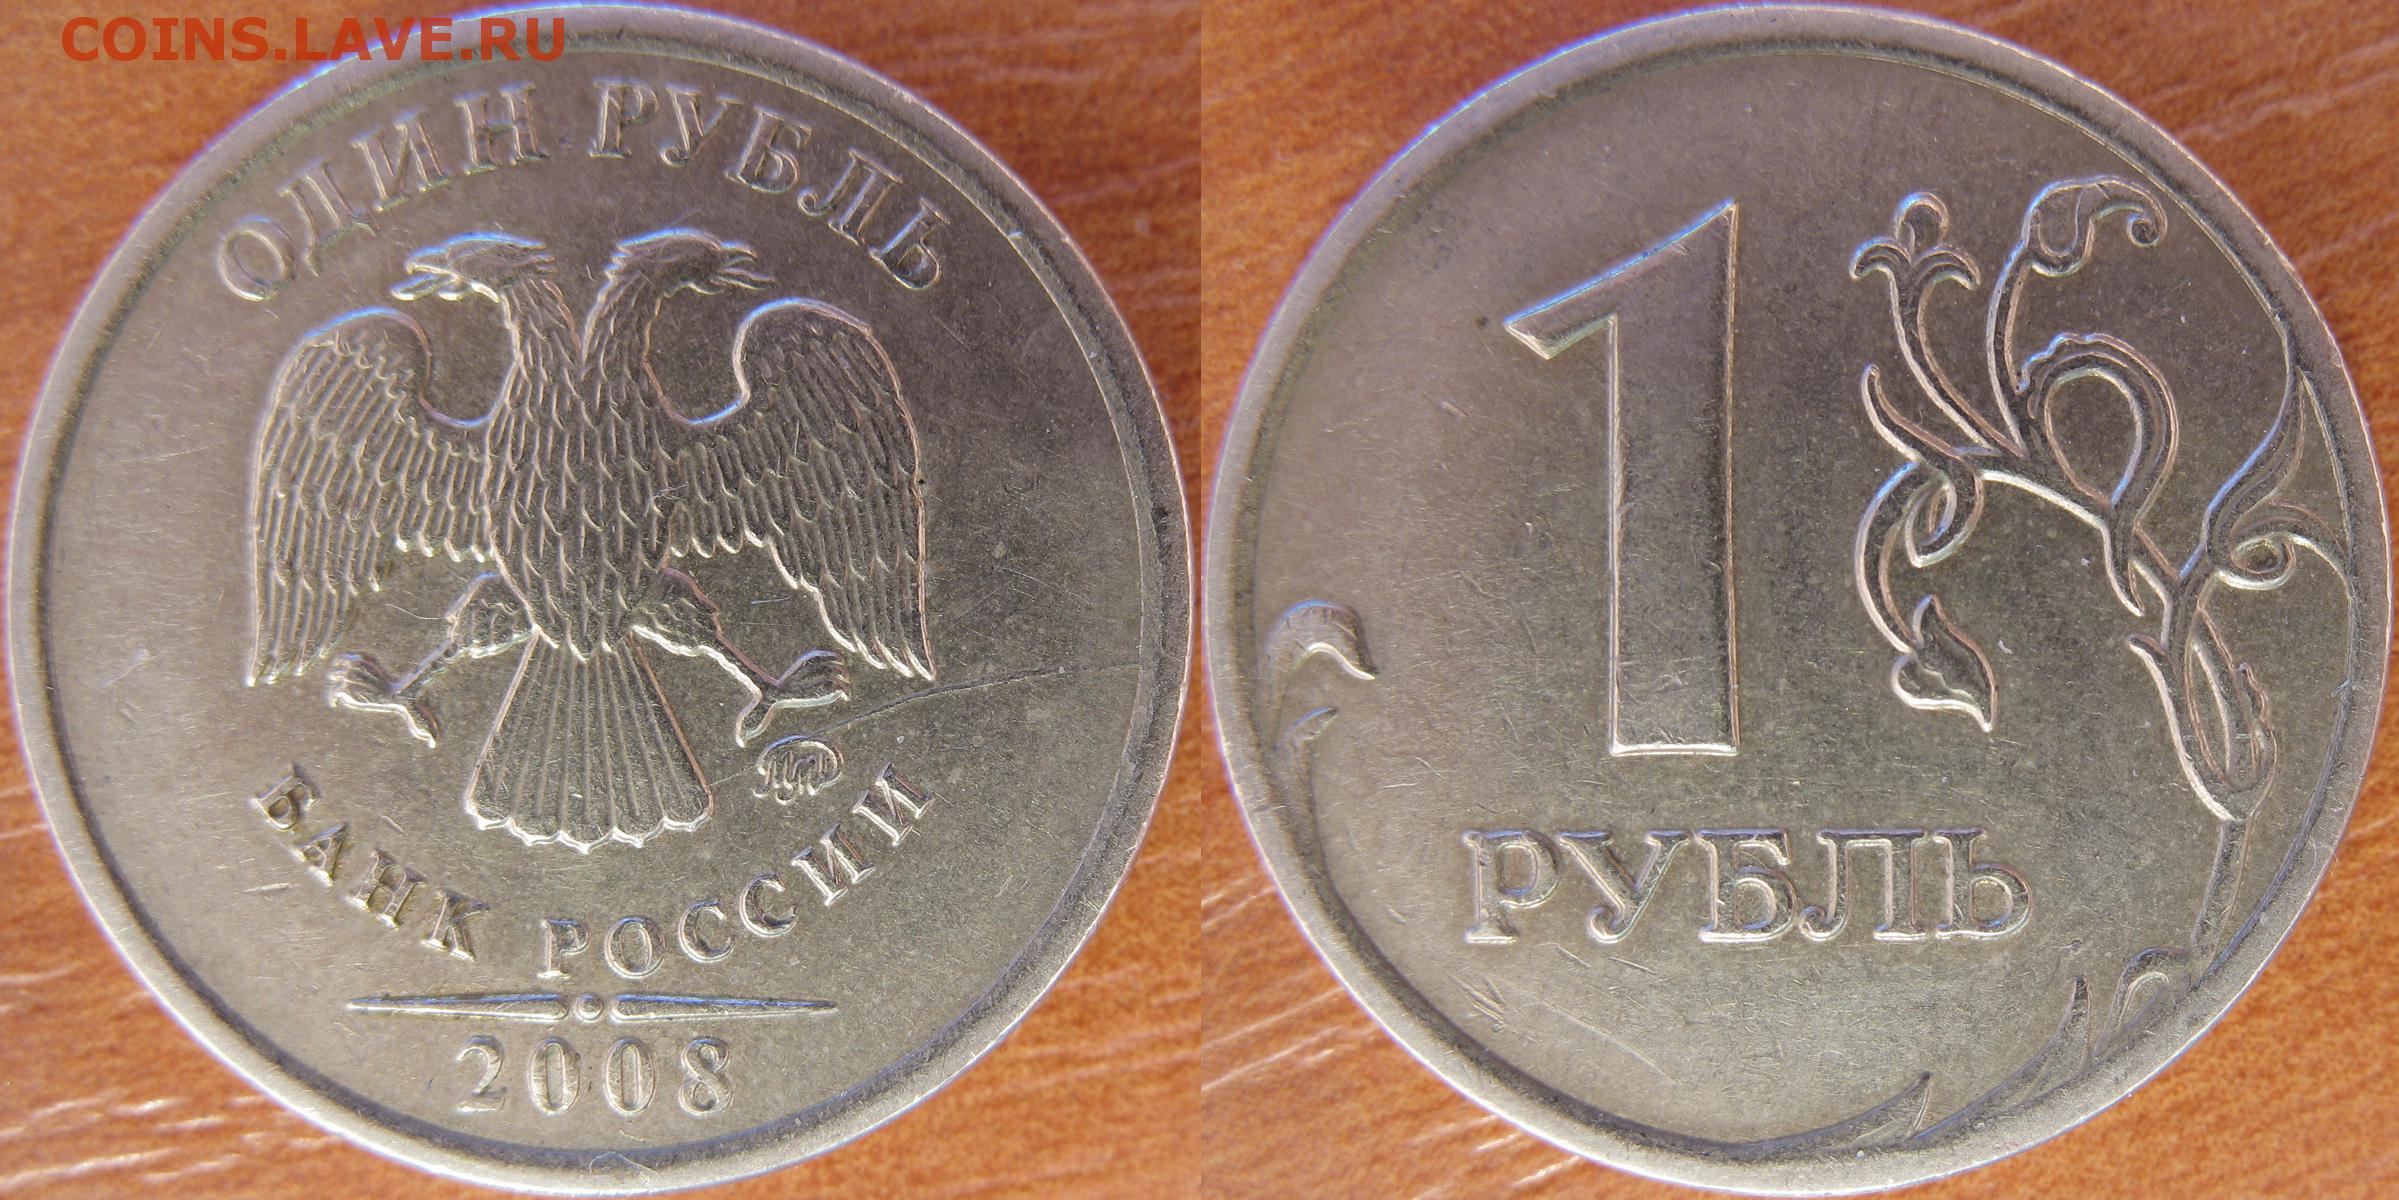 COINS.LAVE.RU
ОДИН РУБЛЬ
ММД
БАНК РОССИИ
2008
1
РУБЛЬ